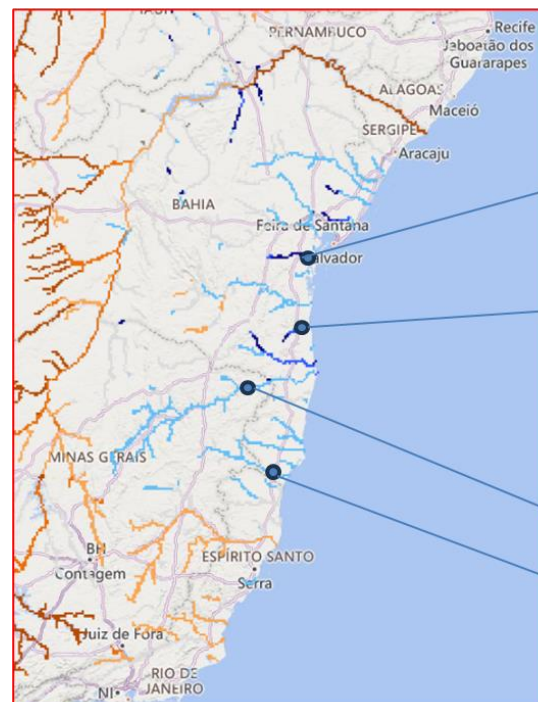 Recife
PERNAMBUCO
Jaboatão dos
Guararapes
ALAGOAS
Maceió
SERGIPE
Aracaju
BAHIA
Feira de Santana
Salvador
MINAS GERAIS
BH
Contagem
ESPÍRITO SANTO
Serra
Juiz de Fora
RIO DE
JANEIRO